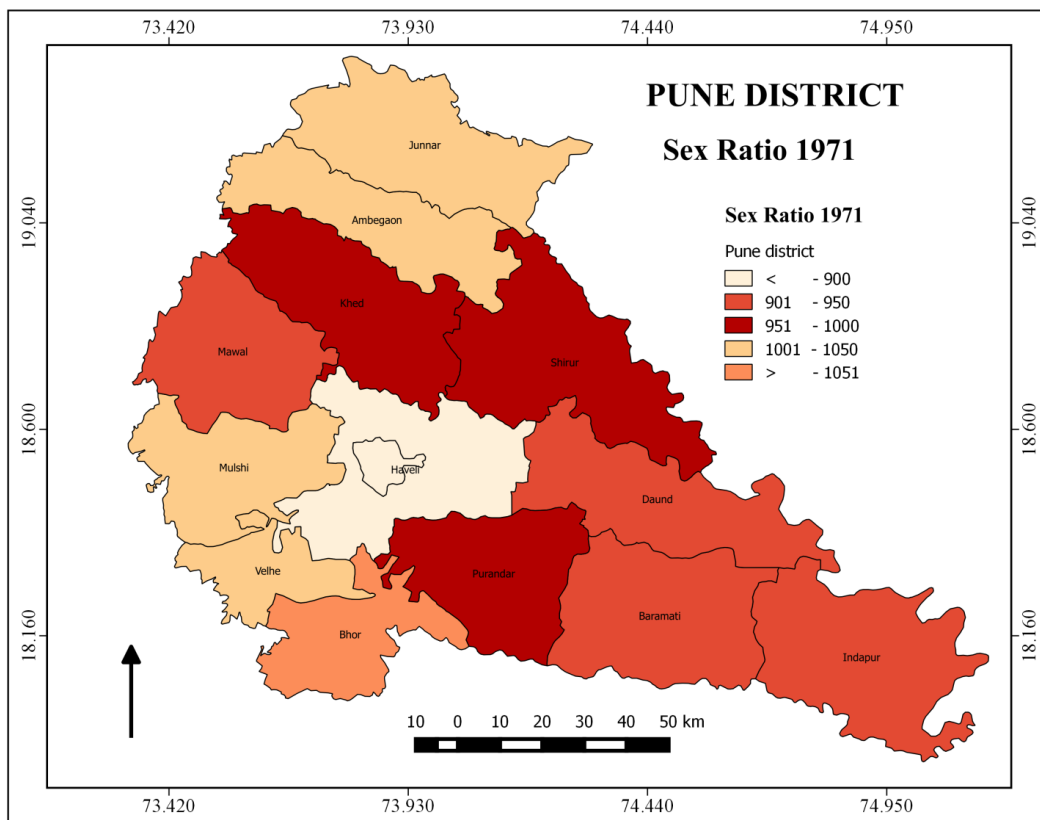 73.420 73.930 74.440 74.950
PUNE DISTRICT
Sex Ratio 1971
Junnar
Ambegaon
19.040 19.040
Sex Ratio 1971
Pune district
< - 900
901 - 950
951 - 1000
1001 - 1050
> - 1051
Khed
Mawal
Shirur
18.600 18.600
Mulshi
Haveli
Daund
Velhe
Purandar
Bhor
Baramati
Indapur
18.160 18.160
10 0 10 20 30 40 50 km
73.420 73.930 74.440 74.950